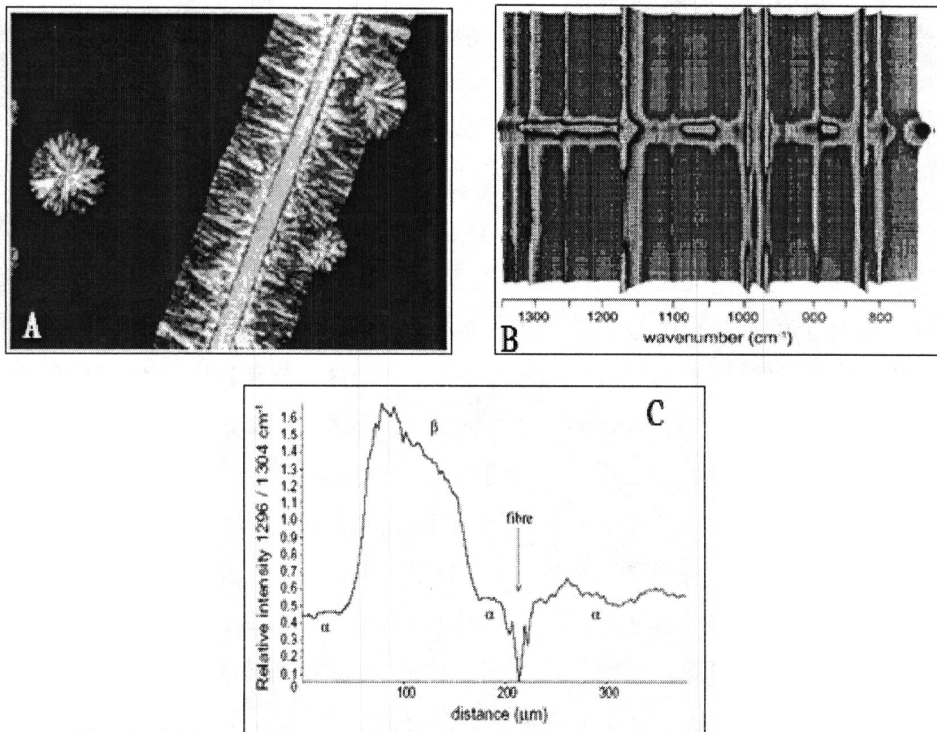 A
B
1300 1200 1100 1000 900 800
wavenumber (cm⁻¹)
C
Relative intensity 1296 / 1304 cm⁻¹
1.6
1.5
1.4
1.3
1.2
1.1
1.0
0.9
0.8
0.7
0.6
0.5
0.4
0.3
0.2
0.1
β
fibre
α
α
α
0 100 200 300
distance (μm)